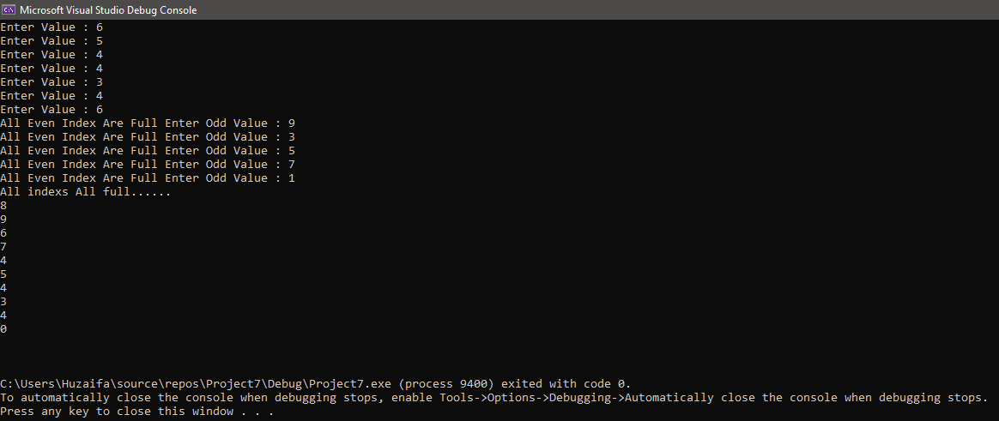 Microsoft Visual Studio Debug Console
Enter Value : 6
Enter Value : 5
Enter Value : 4
Enter Value : 4
Enter Value : 3
Enter Value : 4
Enter Value : 6
All Even Index Are Full Enter Odd Value : 9
All Even Index Are Full Enter Odd Value : 3
All Even Index Are Full Enter Odd Value : 5
All Even Index Are Full Enter Odd Value : 7
All Even Index Are Full Enter Odd Value : 1
All indexs All full......
8
9
6
7
4
5
4
3
4
0
C:\Users\Huzaifa\source\repos\Project7\Debug\Project7.exe (process 9400) exited with code 0.
To automatically close the console when debugging stops, enable Tools->Options->Debugging->Automatically close the console when debugging stops.
Press any key to close this window . . .